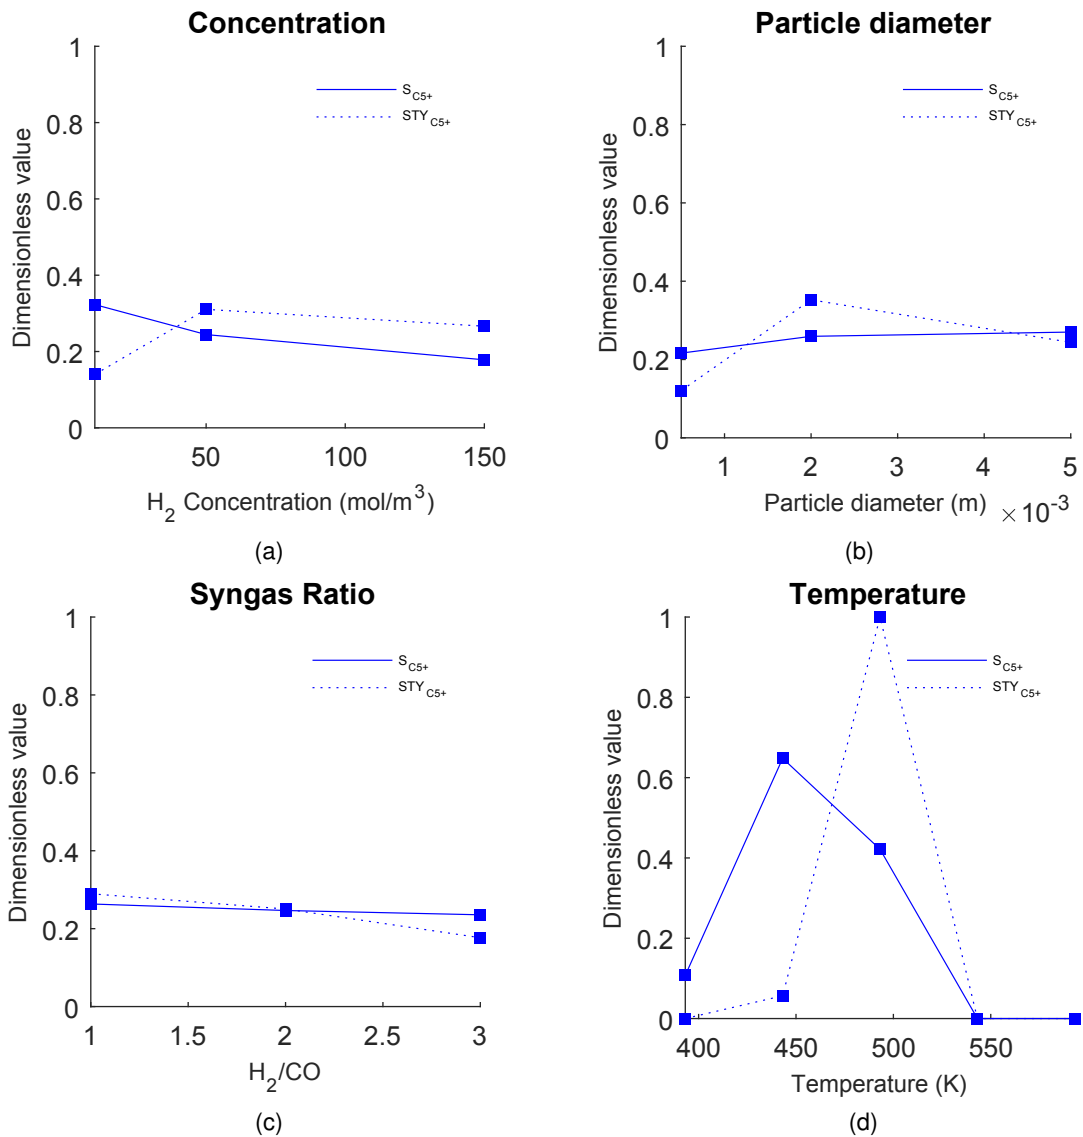 Concentration
1
0.8
0.6
0.4
0.2
0
Dimensionless value
S_C5+
STY_C5+
50
100
150
H_2 Concentration (mol/m^3)
(a)
Particle diameter
1
0.8
0.6
0.4
0.2
0
Dimensionless value
S_C5+
STY_C5+
1
2
3
4
5
Particle diameter (m)
×10^-3
(b)
Syngas Ratio
1
0.8
0.6
0.4
0.2
0
Dimensionless value
S_C5+
STY_C5+
1
1.5
2
2.5
3
H_2/CO
(c)
Temperature
1
0.8
0.6
0.4
0.2
0
Dimensionless value
S_C5+
STY_C5+
400
450
500
550
Temperature (K)
(d)